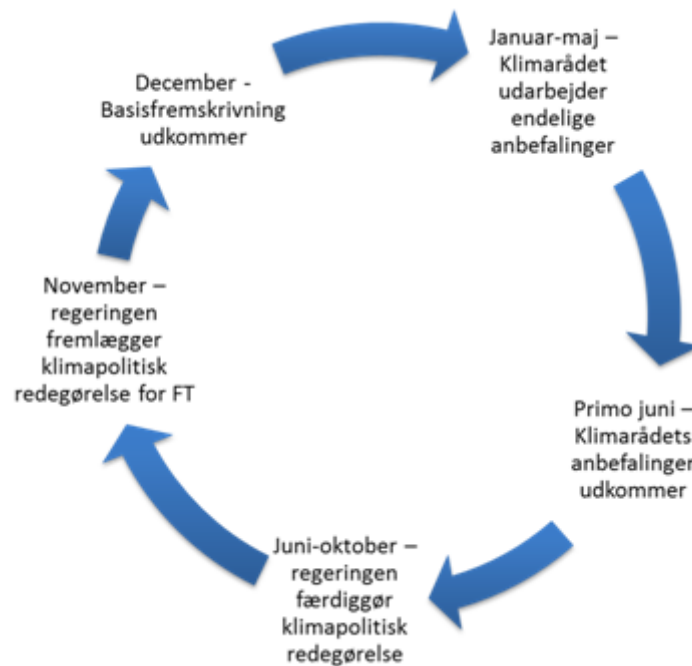 Januar-maj –
Klimarådet
udarbejder
endelige
anbefalinger
Primo juni –
Klimarådets
anbefalinger
udkommer
Juni-oktober –
regeringen
færdiggør
klimapolitisk
redegørelse
November –
regeringen
fremlægger
klimapolitisk
redegørelse for FT
December -
Basisfremskrivning
udkommer